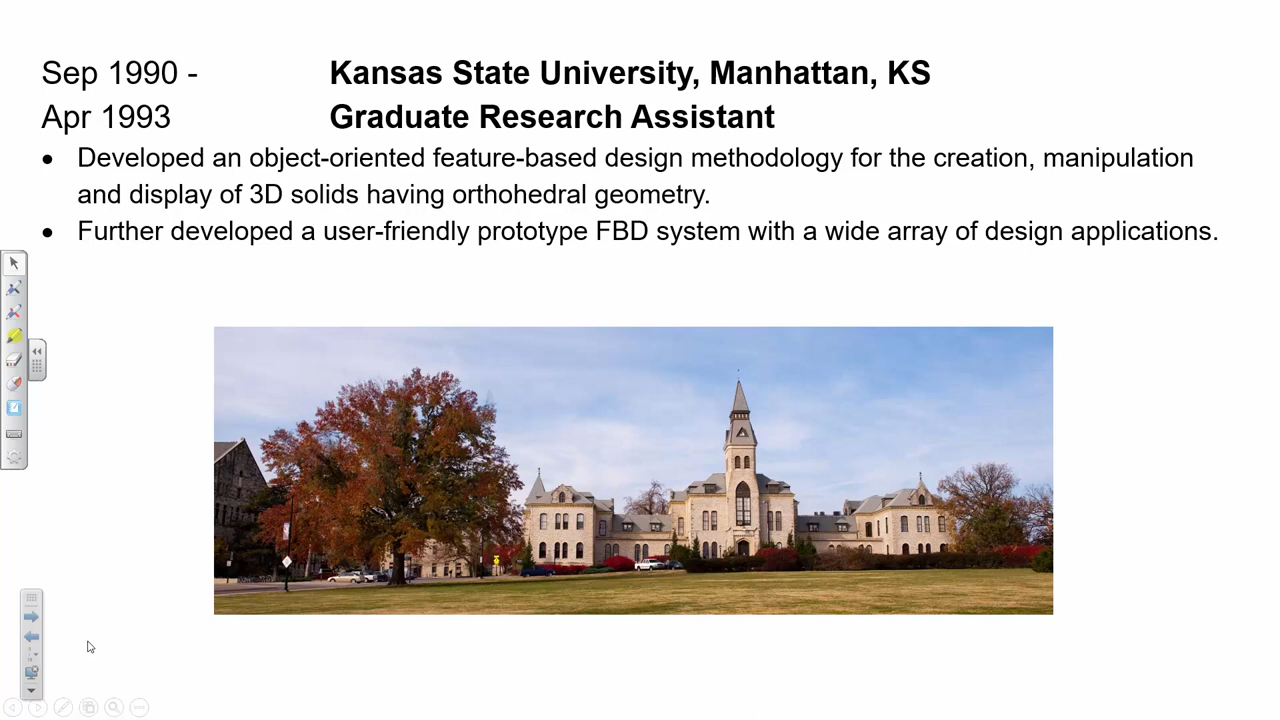 Sep 1990 - Kansas State University, Manhattan, KS
Apr 1993 Graduate Research Assistant
• Developed an object-oriented feature-based design methodology for the creation, manipulation
and display of 3D solids having orthohedral geometry.
• Further developed a user-friendly prototype FBD system with a wide array of design applications.